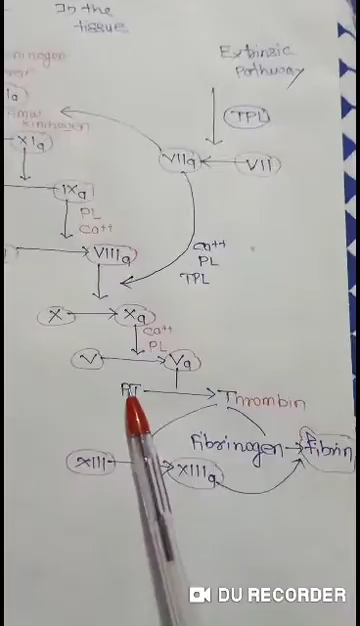 In the
tissue
Extrinsic
Pathway
TPL
kininogen
XIa
VIIa
VII
IXa
PL
Ca++
VIIIa
Ca++
PL
TPL
X
Xa
Ca++
PL
V
Va
PT
Thrombin
Fibrinogen
Fibrin
XIII
XIIIa
DU RECORDER